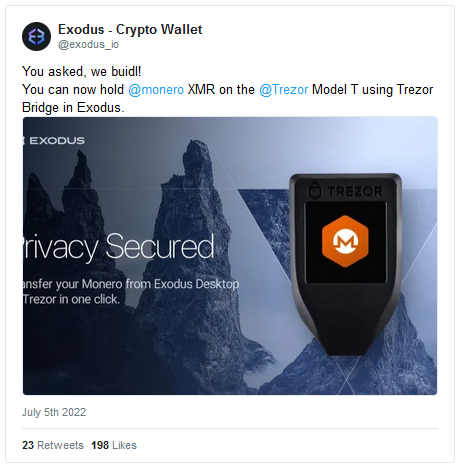 Exodus - Crypto Wallet
@exodus_io
You asked, we buidl!
You can now hold @monero XMR on the @Trezor Model T using Trezor
Bridge in Exodus.
EXODUS
TREZOR
rivacy Secured
ansfer your Monero from Exodus Desktop
Trezor in one click.
July 5th 2022
23 Retweets 198 Likes